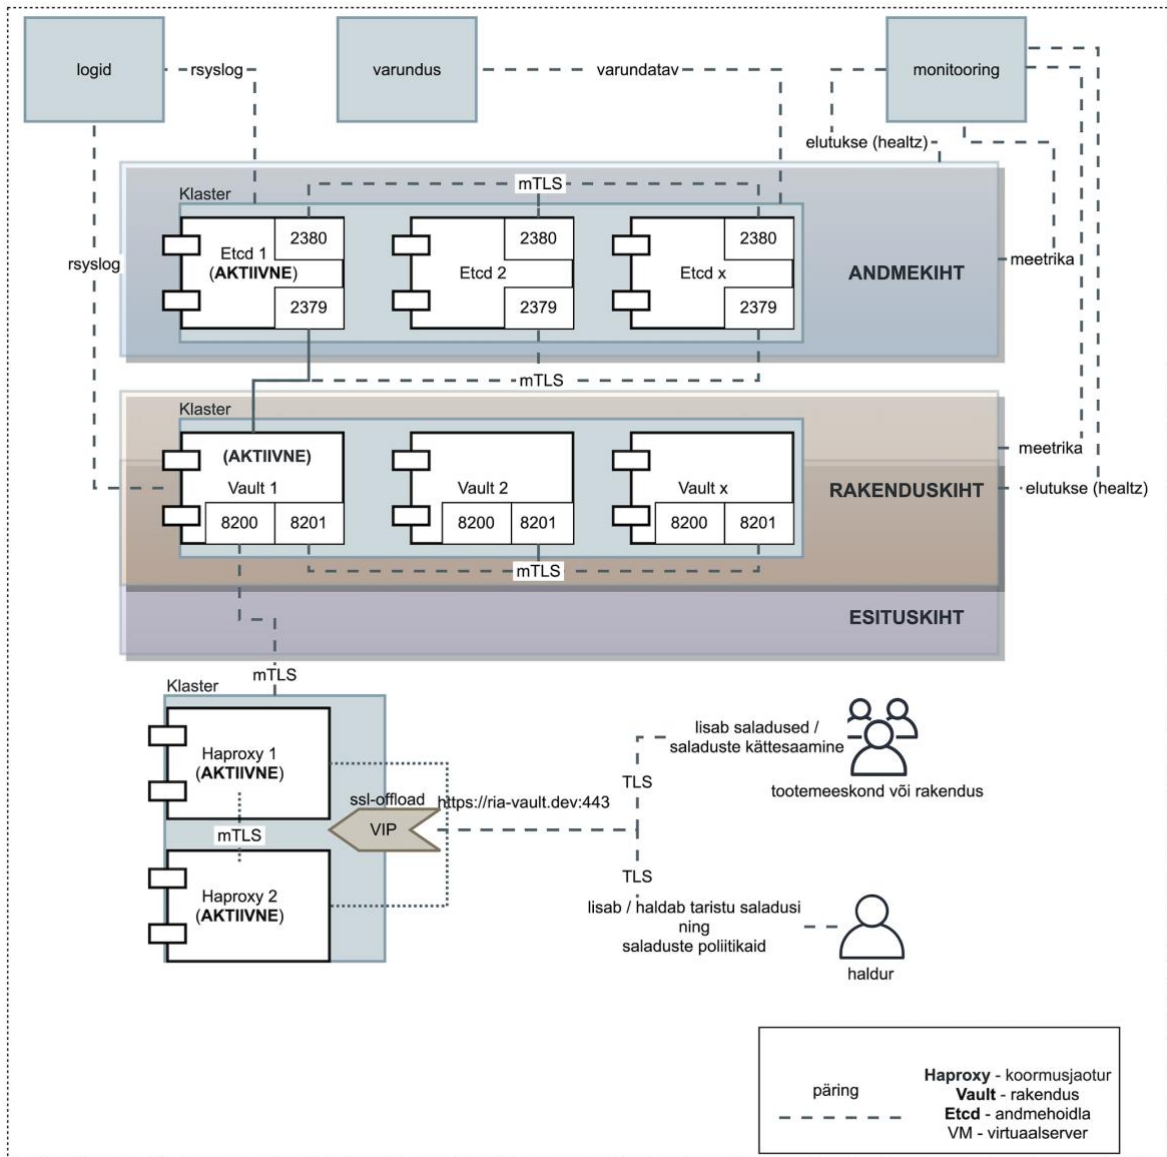 logid
rsyslog
varundus
varundatav
monitooring
elutukse (healtz)
Klaster
mTLS
2380
2380
2380
Etcd 1
(AKTIIVNE)
Etcd 2
Etcd x
2379
2379
2379
ANDMEKIHT
meetrika
rsyslog
mTLS
Klaster
(AKTIIVNE)
Vault 1
Vault 2
Vault x
8200
8201
8200
8201
8200
8201
mTLS
meetrika
RAKENDUSKIHT
elutukse (healtz)
ESITUSKIHT
mTLS
Klaster
Haproxy 1
(AKTIIVNE)
mTLS
Haproxy 2
(AKTIIVNE)
ssl-offload
VIP
https://ria-vault.dev:443
lisab saladused /
saladuste kättesaamine
TLS
tootemeeskond või rakendus
TLS
lisab / haldab taristu saladusi
ning
saladuste poliitikaid
haldur
päring
Haproxy - koormusjaotur
Vault - rakendus
Etcd - andmehoidla
VM - virtuaalserver